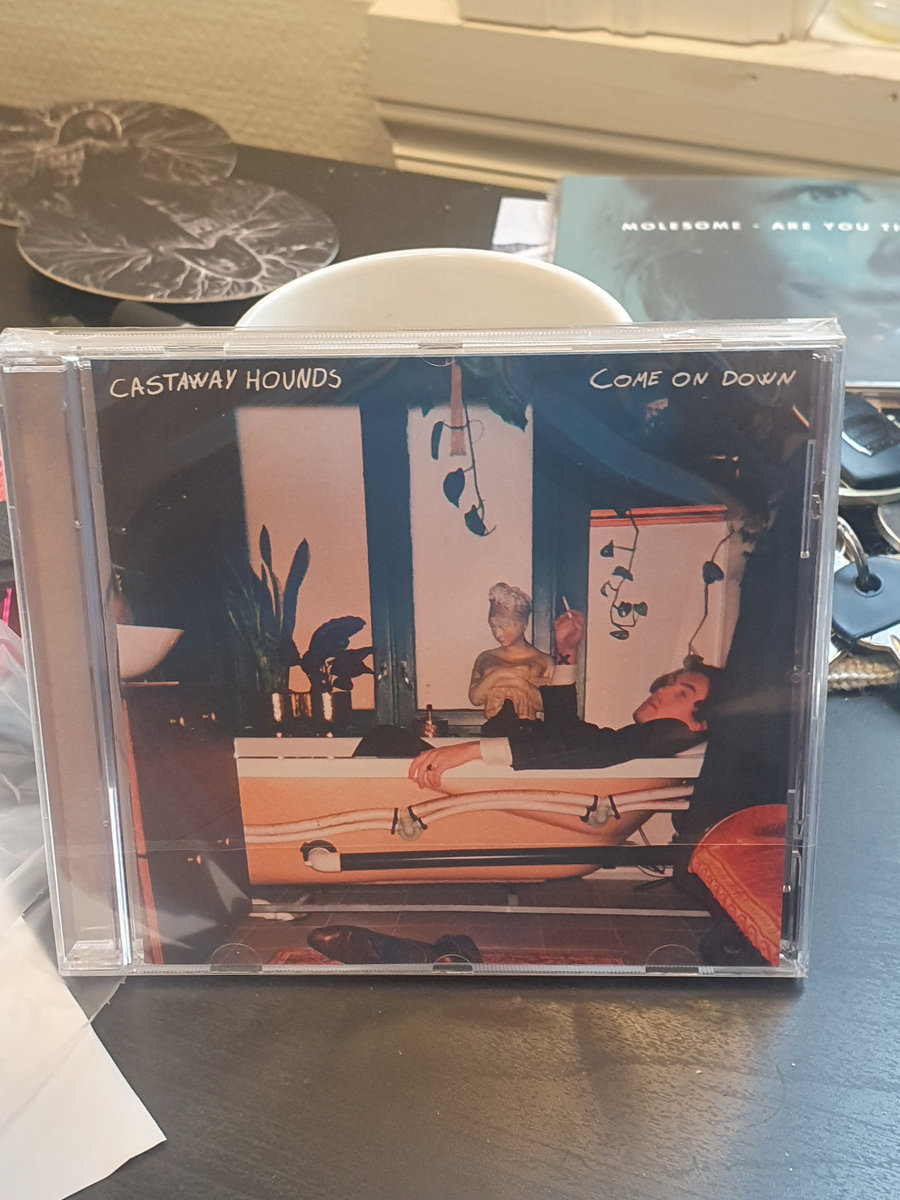 MOLESOME - ARE YOU
CASTAWAY HOUNDS
COME ON DOWN